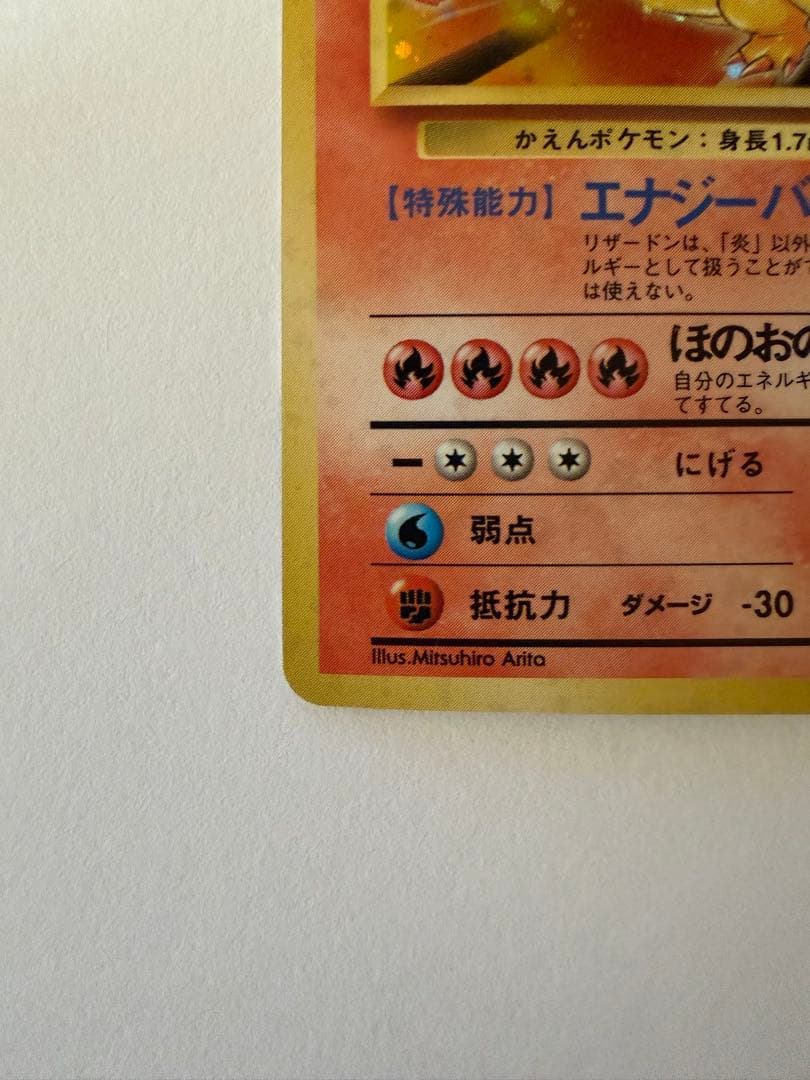 かえんポケモン：身長1.7
【特殊能力】 エナジーバ
リザードンは、「炎」以外
ルギーとして扱うことがで
は使えない。
ほのおの
自分のエネルギ
てすてる。
ー にげる
弱点
抵抗力 ダメージ -30
Illus.Mitsuhiro Arita